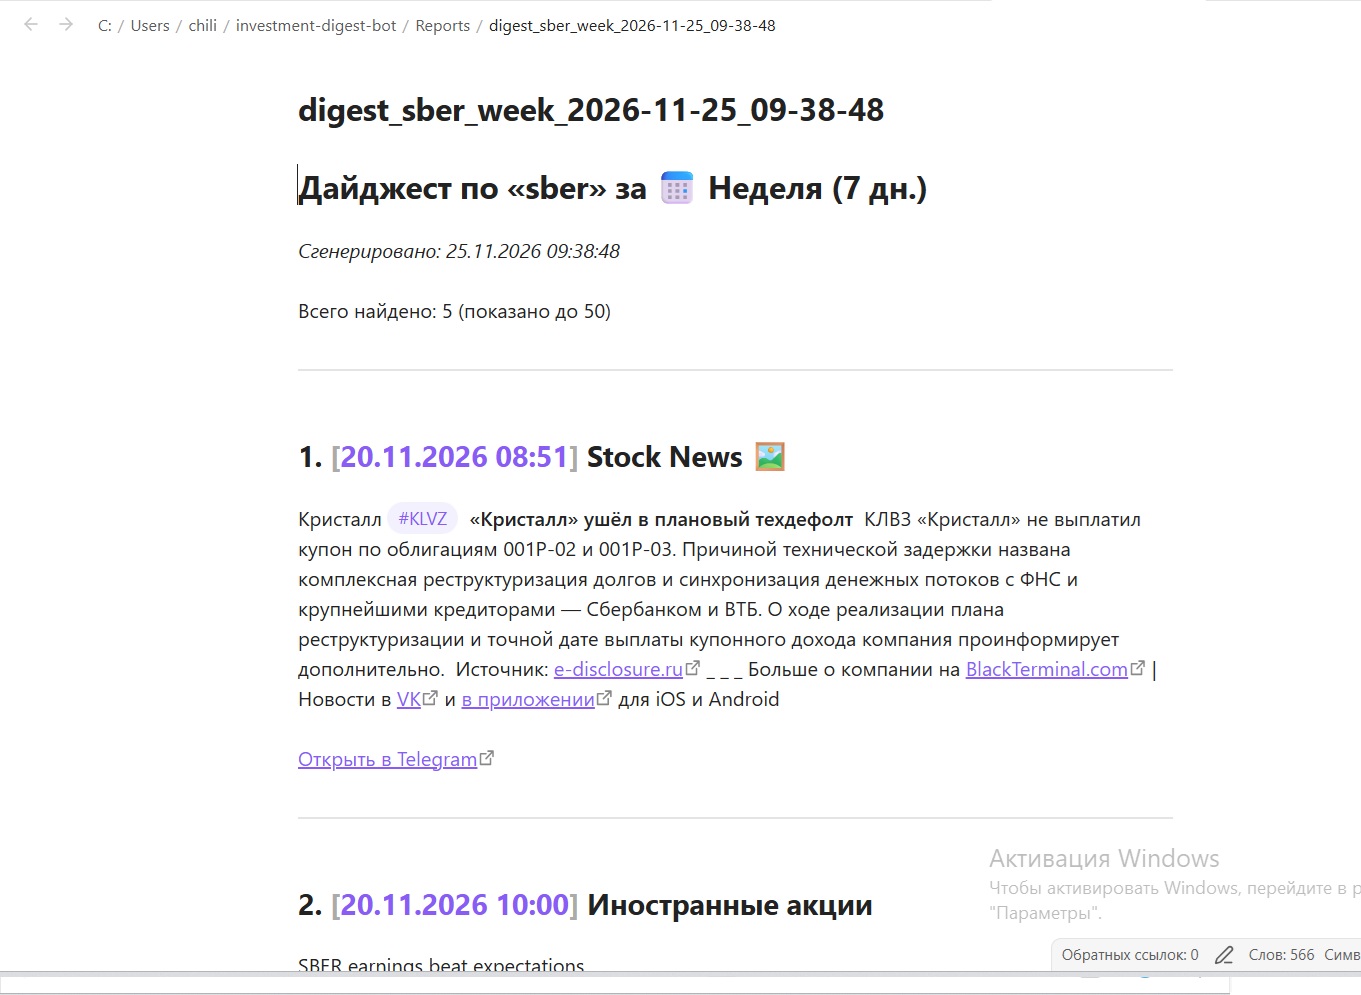 C: / Users / chili / investment-digest-bot / Reports / digest_sber_week_2026-11-25_09-38-48
digest_sber_week_2026-11-25_09-38-48
Дайджест по «sber» за Неделя (7 дн.)
Сгенерировано: 25.11.2026 09:38:48
Всего найдено: 5 (показано до 50)
1. [20.11.2026 08:51] Stock News
Кристалл #KLVZ «Кристалл» ушёл в плановый техдефолт КЛВЗ «Кристалл» не выплатил
купон по облигациям 001Р-02 и 001Р-03. Причиной технической задержки названа
комплексная реструктуризация долгов и синхронизация денежных потоков с ФНС и
крупнейшими кредиторами — Сбербанком и ВТБ. О ходе реализации плана
реструктуризации и точной дате выплаты купонного дохода компания проинформирует
дополнительно. Источник: e-disclosure.ru _ _ _ Больше о компании на BlackTerminal.com |
Новости в VK и в приложении для iOS и Android
Открыть в Telegram
2. [20.11.2026 10:00] Иностранные акции
SBER earnings beat expectations
Активация Windows
Чтобы активировать Windows, перейдите в р
"Параметры".
Обратных ссылок: 0 Слов: 566 Симв